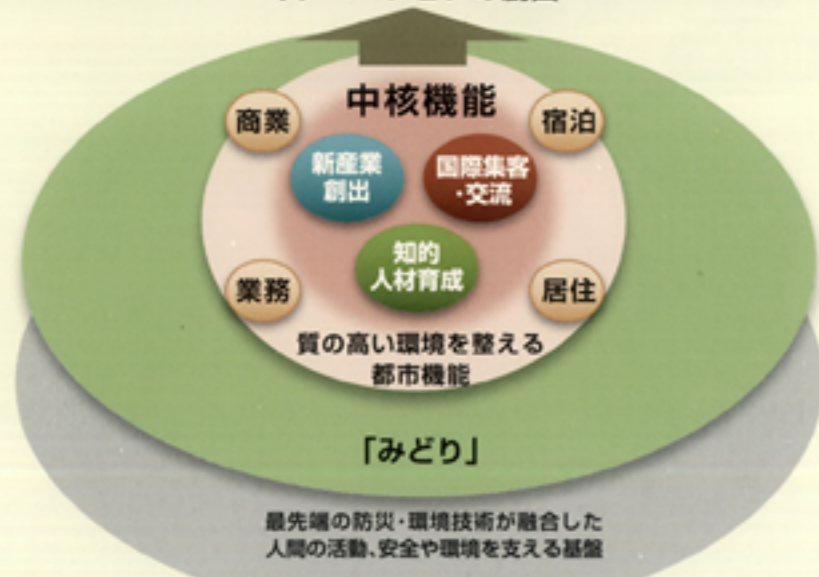 中核機能
商業
宿泊
新産業
創出
国際集客
・交流
知的
人材育成
業務
居住
質の高い環境を整える
都市機能
「みどり」
最先端の防災・環境技術が融合した
人間の活動、安全や環境を支える基盤